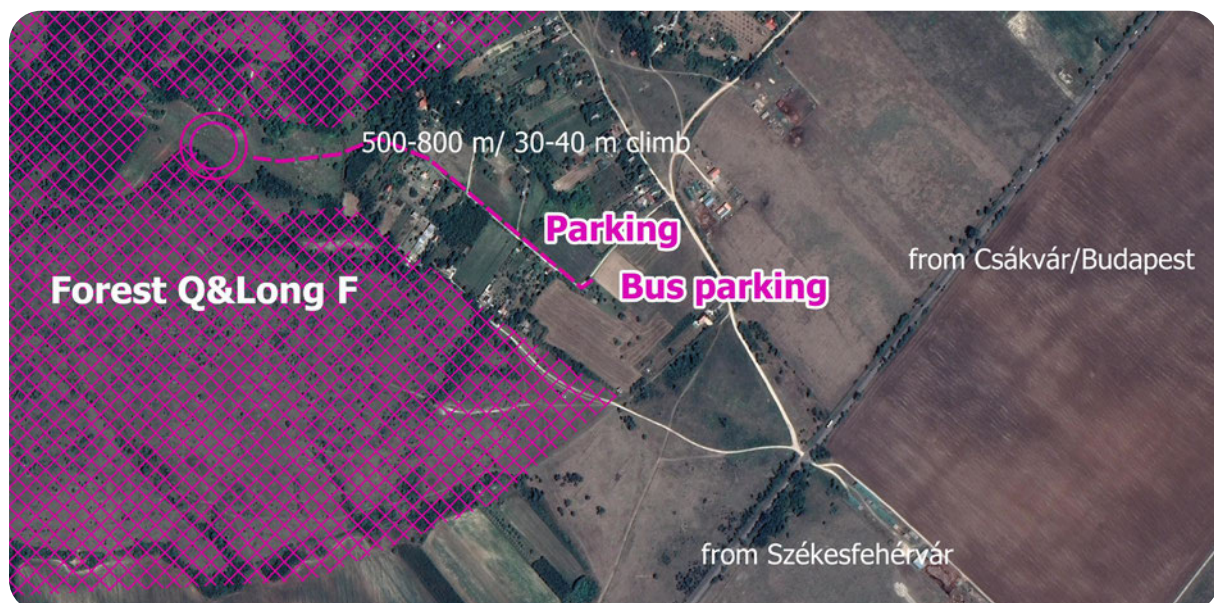 500-800 m/ 30-40 m climb
Parking
from Csákvár/Budapest
Bus parking
Forest Q&Long F
from Székesfehérvár